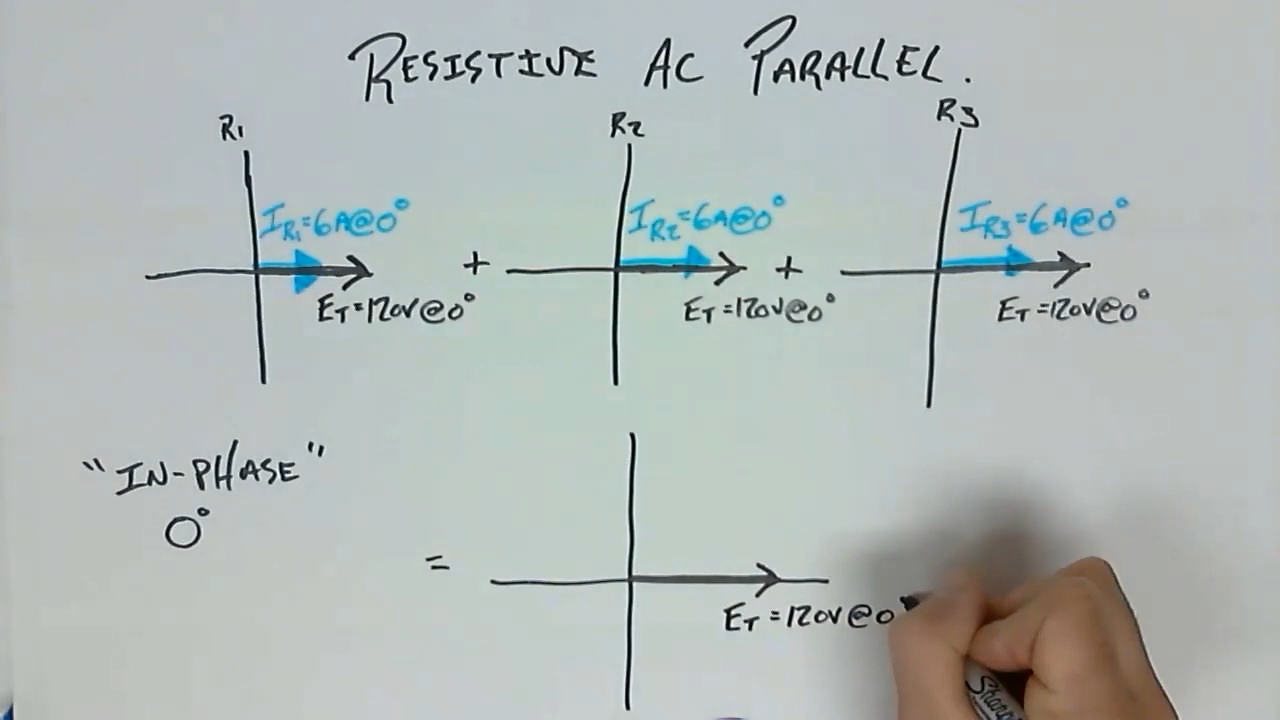 RESISTIVE AC PARALLEL.
R1
R2
R3
IR1=6A@0°
IR2=6A@0°
IR3=6A@0°
+
+
ET=120V@0°
ET=120V@0°
ET=120V@0°
"IN-PHASE"
0°
=
ET=120V@0